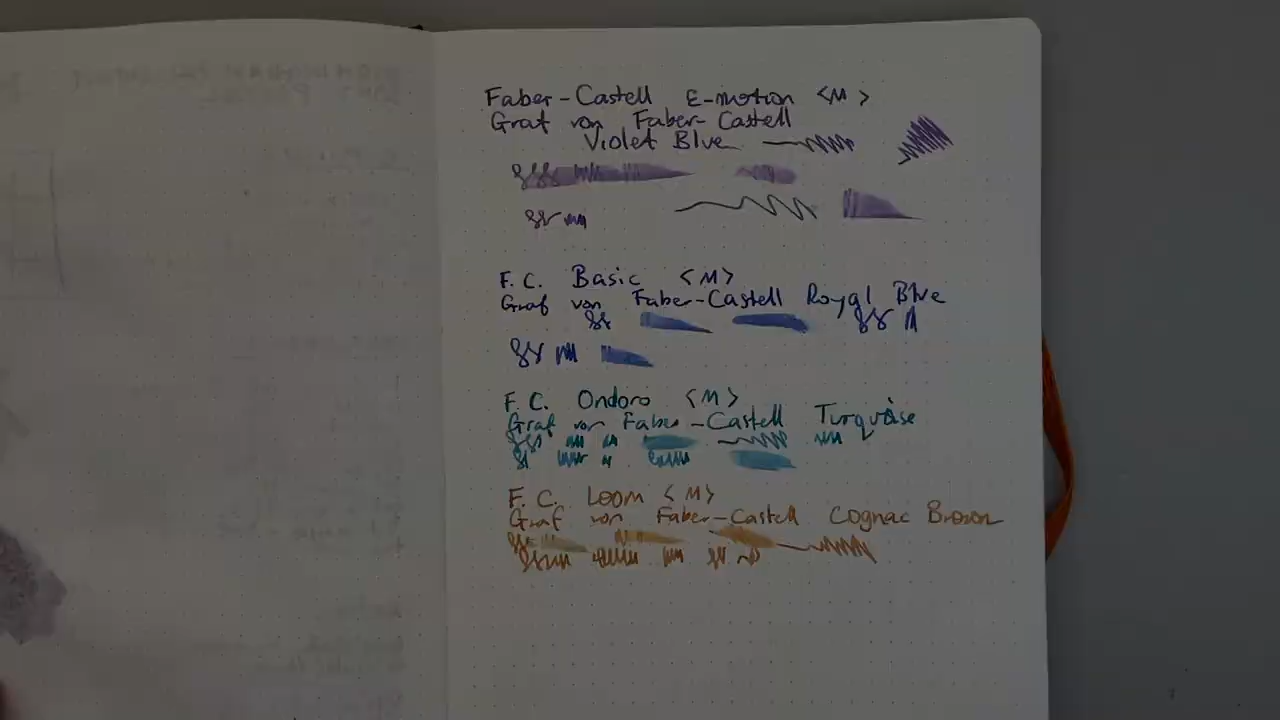 Faber-Castell E-motion <M>
Graf von Faber-Castell
Violet Blue
F.C. Basic <M>
Graf von Faber-Castell Royal Blue
F.C. Ondoro <M>
Graf von Faber-Castell Turquoise
F.C. Loom <M>
Graf von Faber-Castell Cognac Brown